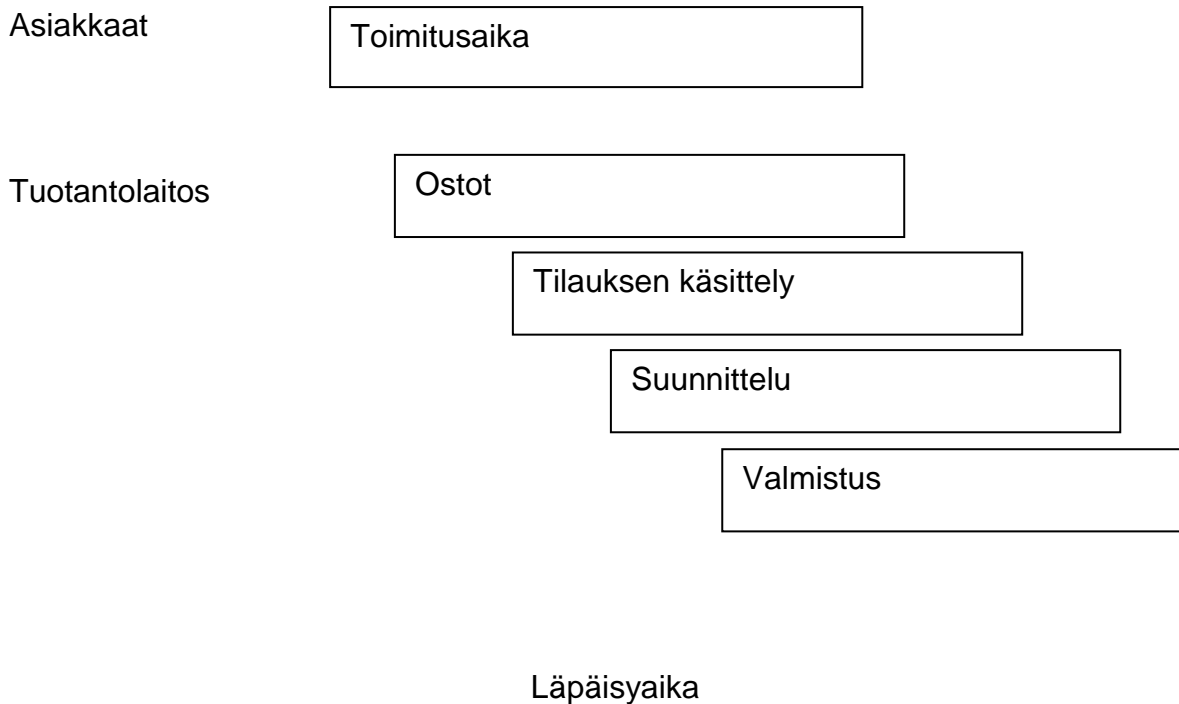 Asiakkaat
Toimitusaika
Tuotantolaitos
Ostot
Tilauksen käsittely
Suunnittelu
Valmistus
Läpäisyaika